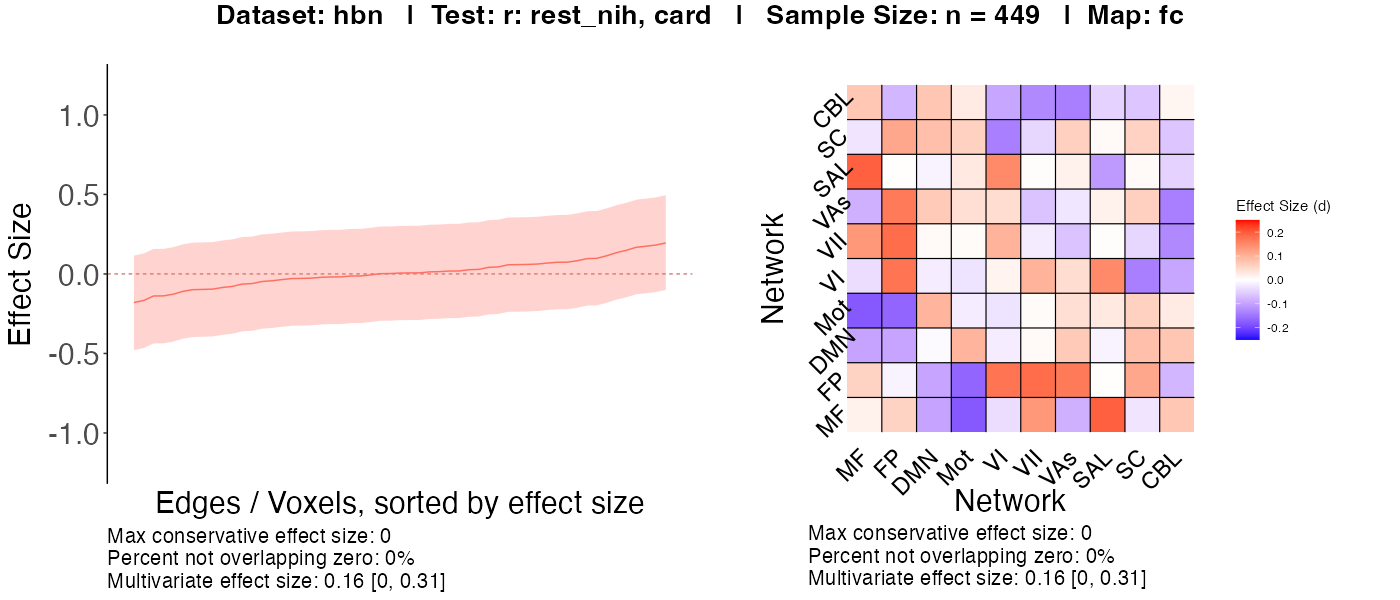 Dataset: hbn | Test: r: rest_nih, card | Sample Size: n = 449 | Map: fc
Effect Size
1.0
0.5
0.0
-0.5
-1.0
Edges / Voxels, sorted by effect size
Max conservative effect size: 0
Percent not overlapping zero: 0%
Multivariate effect size: 0.16 [0, 0.31]
Network
CBL
SC
SAL
VAs
VII
VI
Mot
DMN
FP
MF
MF FP DMN Mot VI VII VAs SAL SC CBL
Network
Effect Size (d)
0.2
0.1
0.0
-0.1
-0.2
Max conservative effect size: 0
Percent not overlapping zero: 0%
Multivariate effect size: 0.16 [0, 0.31]